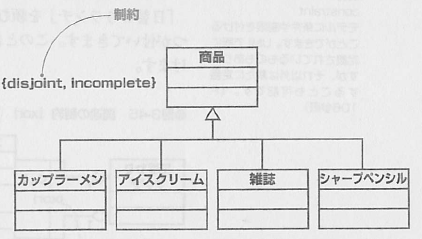 制約
{disjoint, incomplete}
商品
カップラーメン
アイスクリーム
雑誌
シャープペンシル